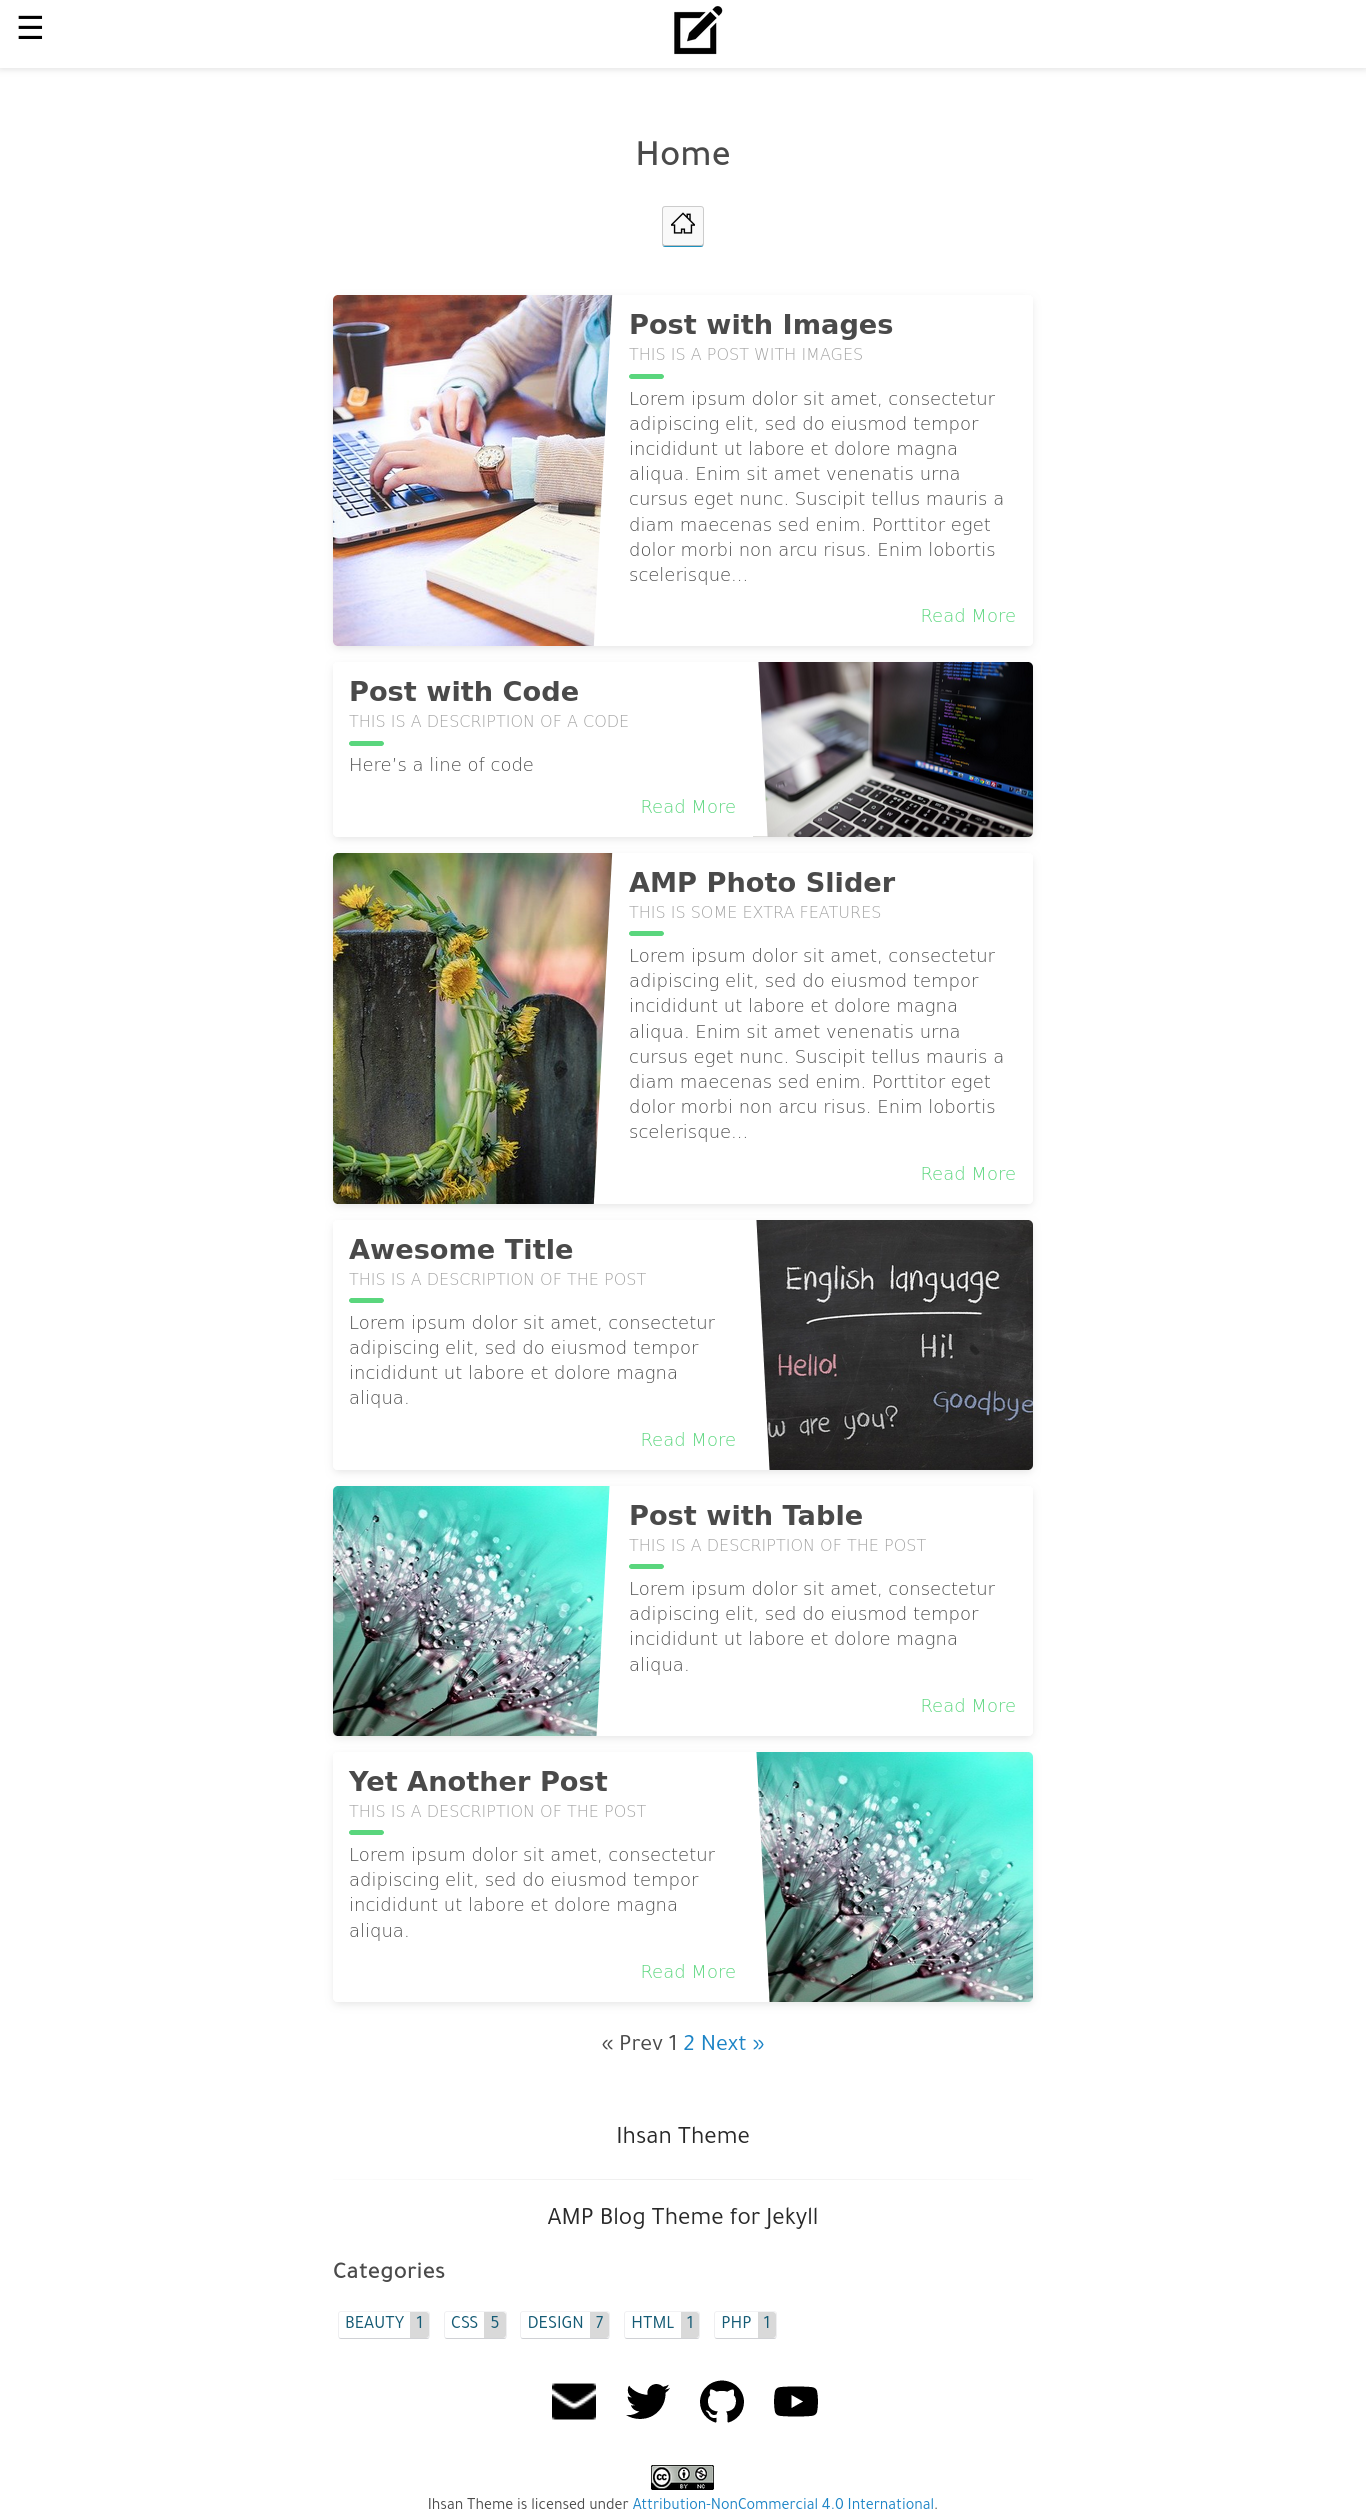 ☰
Home
Post with Images
THIS IS A POST WITH IMAGES
Lorem ipsum dolor sit amet, consectetur
adipiscing elit, sed do eiusmod tempor
incididunt ut labore et dolore magna
aliqua. Enim sit amet venenatis urna
cursus eget nunc. Suscipit tellus mauris a
diam maecenas sed enim. Porttitor eget
dolor morbi non arcu risus. Enim lobortis
scelerisque...
Read More
Post with Code
THIS IS A DESCRIPTION OF A CODE
Here's a line of code
Read More
AMP Photo Slider
THIS IS SOME EXTRA FEATURES
Lorem ipsum dolor sit amet, consectetur
adipiscing elit, sed do eiusmod tempor
incididunt ut labore et dolore magna
aliqua. Enim sit amet venenatis urna
cursus eget nunc. Suscipit tellus mauris a
diam maecenas sed enim. Porttitor eget
dolor morbi non arcu risus. Enim lobortis
scelerisque...
Read More
Awesome Title
THIS IS A DESCRIPTION OF THE POST
Lorem ipsum dolor sit amet, consectetur
adipiscing elit, sed do eiusmod tempor
incididunt ut labore et dolore magna
aliqua.
Read More
English language
Hi!
Hello!
Goodbye
w are you?
Post with Table
THIS IS A DESCRIPTION OF THE POST
Lorem ipsum dolor sit amet, consectetur
adipiscing elit, sed do eiusmod tempor
incididunt ut labore et dolore magna
aliqua.
Read More
Yet Another Post
THIS IS A DESCRIPTION OF THE POST
Lorem ipsum dolor sit amet, consectetur
adipiscing elit, sed do eiusmod tempor
incididunt ut labore et dolore magna
aliqua.
Read More
« Prev 1 2 Next »
Ihsan Theme
AMP Blog Theme for Jekyll
Categories
BEAUTY 1 CSS 5 DESIGN 7 HTML 1 PHP 1
cc BY NC
Ihsan Theme is licensed under Attribution-NonCommercial 4.0 International.